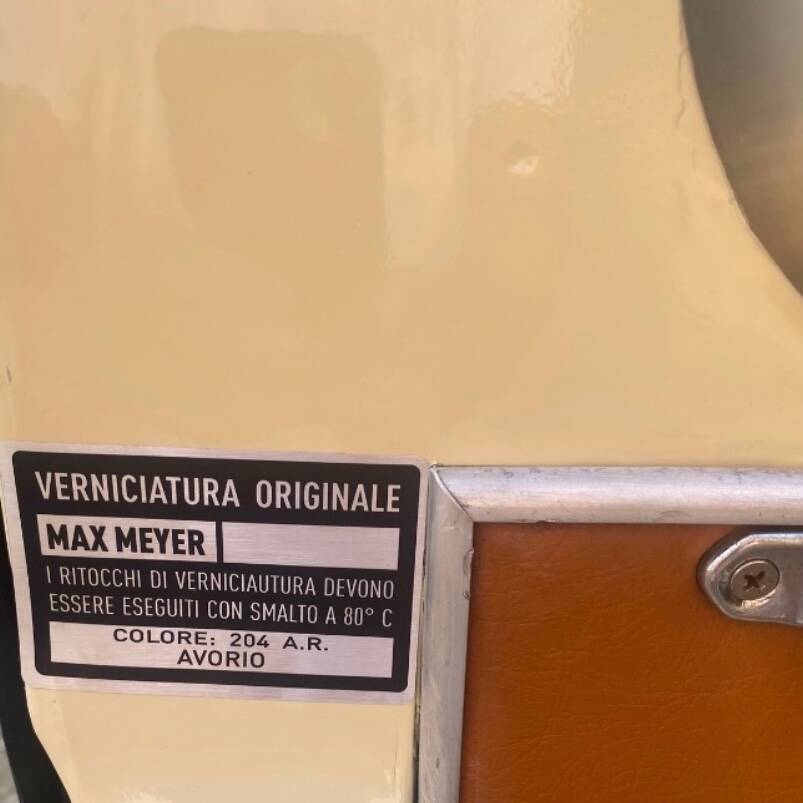 VERNICIATURA ORIGINALE
MAX MEYER
I RITOCCHI DI VERNICIAUTURA DEVONO
ESSERE ESEGUITI CON SMALTO A 80° C
COLORE: 204 A.R.
AVORIO